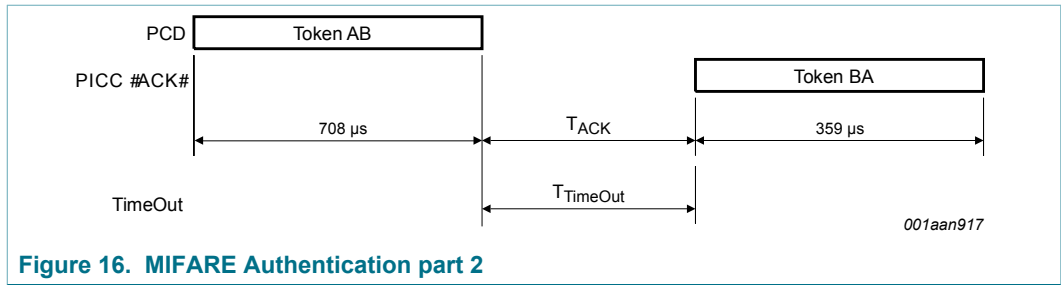 PCD Token AB
PICC #ACK# Token BA
708 µs TACK 359 µs
TimeOut TTimeOut
001aan917
Figure 16. MIFARE Authentication part 2